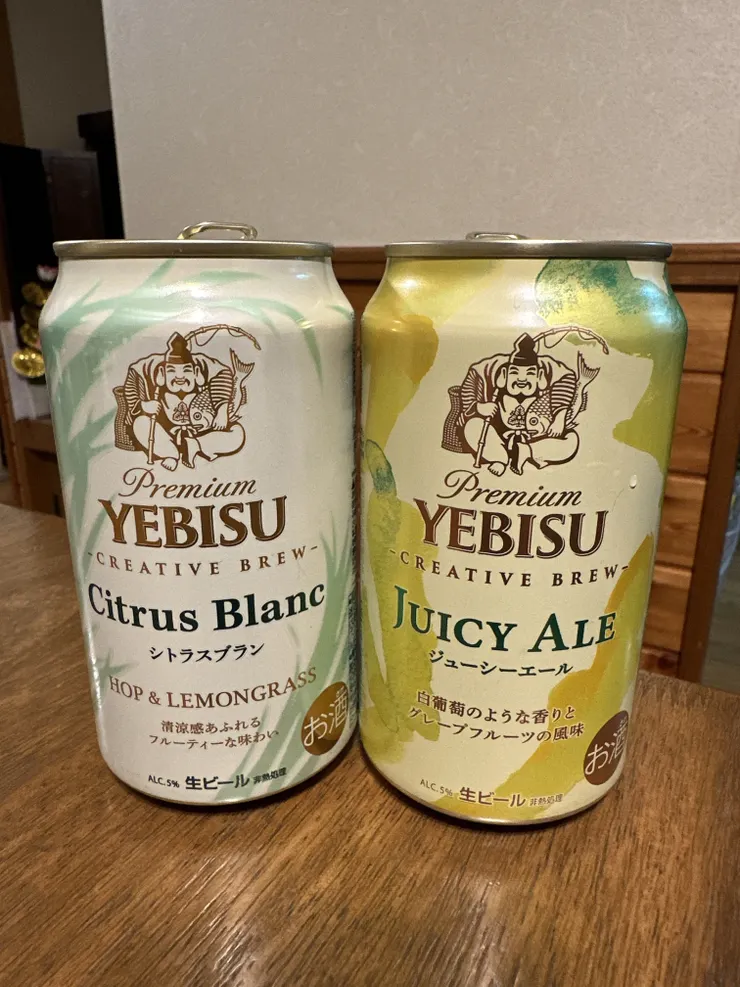 Premium
YEBISU
-CREATIVE BREW-
Citrus Blanc
シトラスブラン
HOP & LEMONGRASS
清涼感あふれる
フルーティーな味わい
お酒
ALC.5% 生ビール 非熱処理
Premium
YEBISU
-CREATIVE BREW-
JUICY ALE
ジューシーエール
白葡萄のような香りと
グレープフルーツの風味
お酒
ALC.5% 生ビール 非熱処理